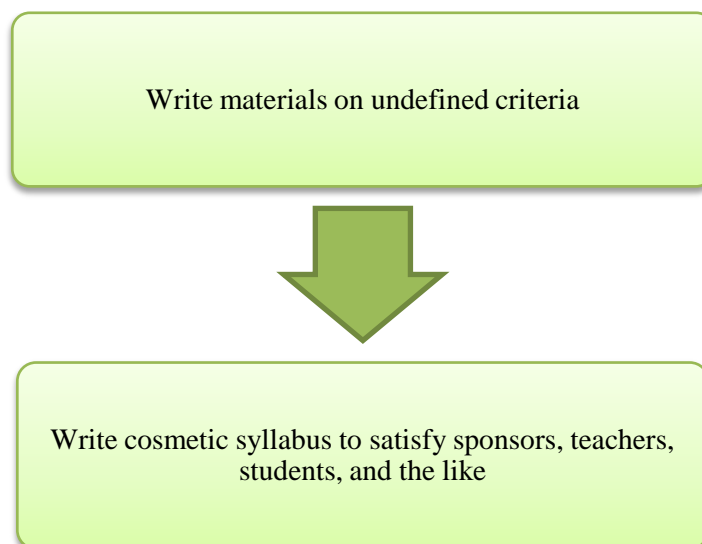 Write materials on undefined criteria
Write cosmetic syllabus to satisfy sponsors, teachers,
students, and the like